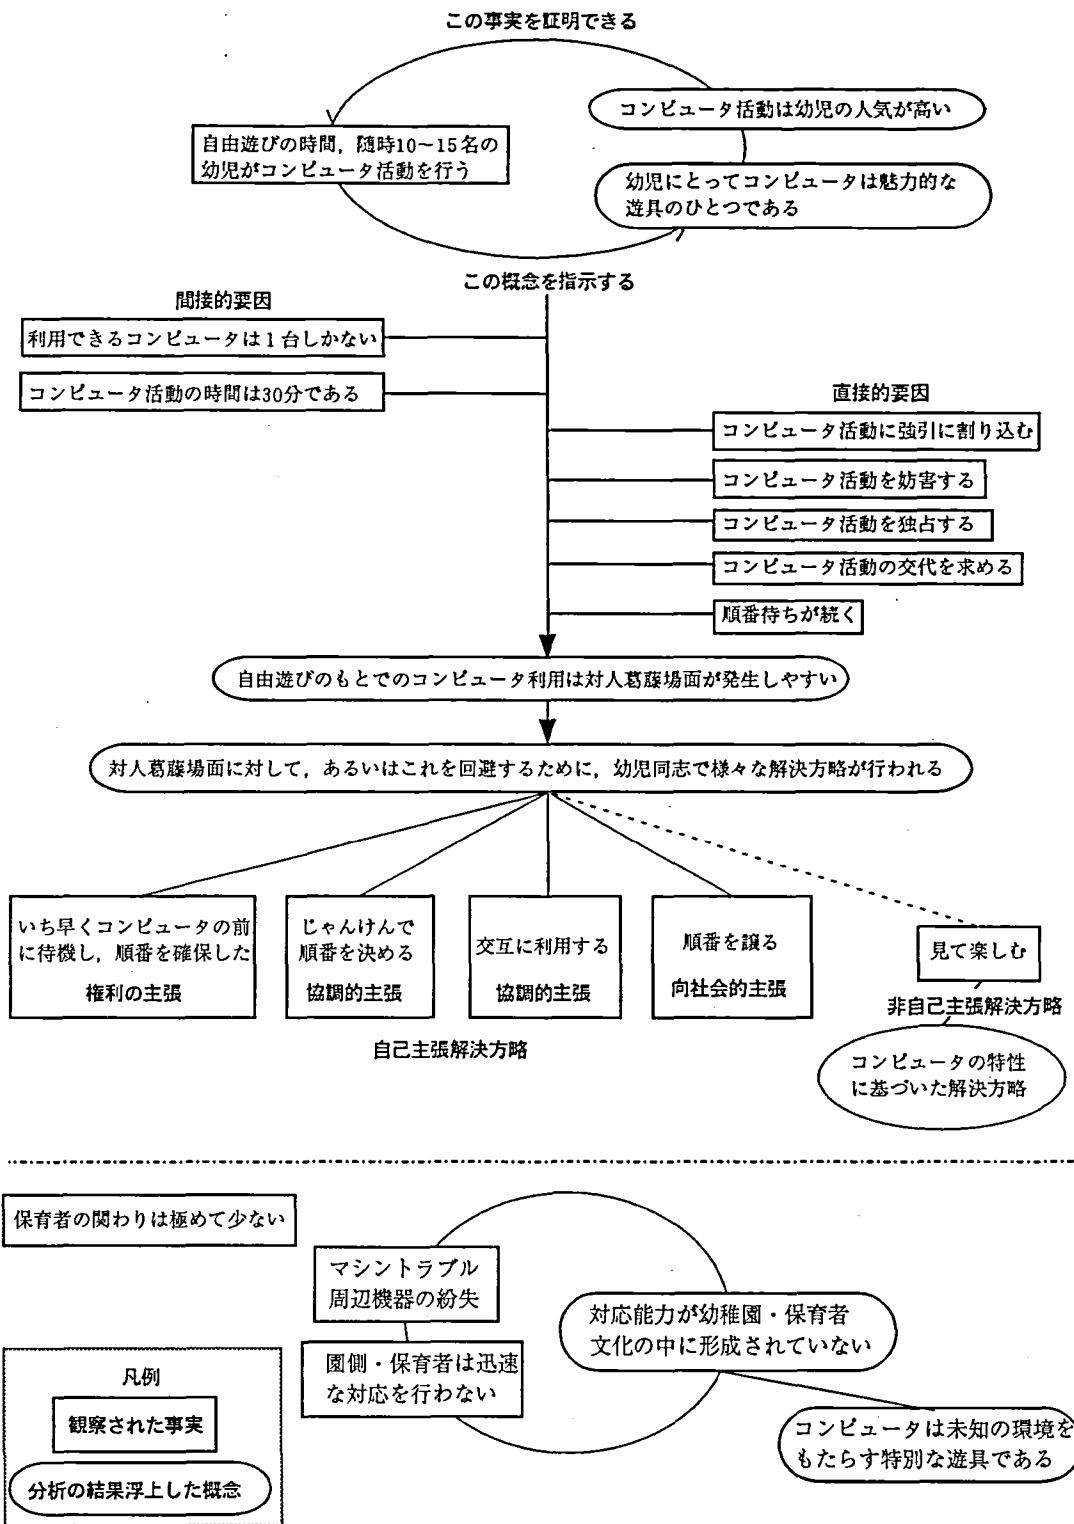 この事実を証明できる
コンピュータ活動は幼児の人気が高い
自由遊びの時間，随時10〜15名の
幼児がコンピュータ活動を行う
幼児にとってコンピュータは魅力的な
遊具のひとつである
この概念を指示する
間接的要因
利用できるコンピュータは１台しかない
コンピュータ活動の時間は30分である
直接的要因
コンピュータ活動に強引に割り込む
コンピュータ活動を妨害する
コンピュータ活動を独占する
コンピュータ活動の交代を求める
順番待ちが続く
自由遊びのもとでのコンピュータ利用は対人葛藤場面が発生しやすい
対人葛藤場面に対して，あるいはこれを回避するために，幼児同志で様々な解決方略が行われる
いち早くコンピュータの前
に待機し，順番を確保した
権利の主張
じゃんけんで
順番を決める
協調的主張
交互に利用する
協調的主張
順番を譲る
向社会的主張
見て楽しむ
非自己主張解決方略
自己主張解決方略
コンピュータの特性
に基づいた解決方略
保育者の関わりは極めて少ない
マシントラブル
周辺機器の紛失
対応能力が幼稚園・保育者
文化の中に形成されていない
園側・保育者は迅速
な対応を行わない
コンピュータは未知の環境を
もたらす特別な遊具である
凡例
観察された事実
分析の結果浮上した概念